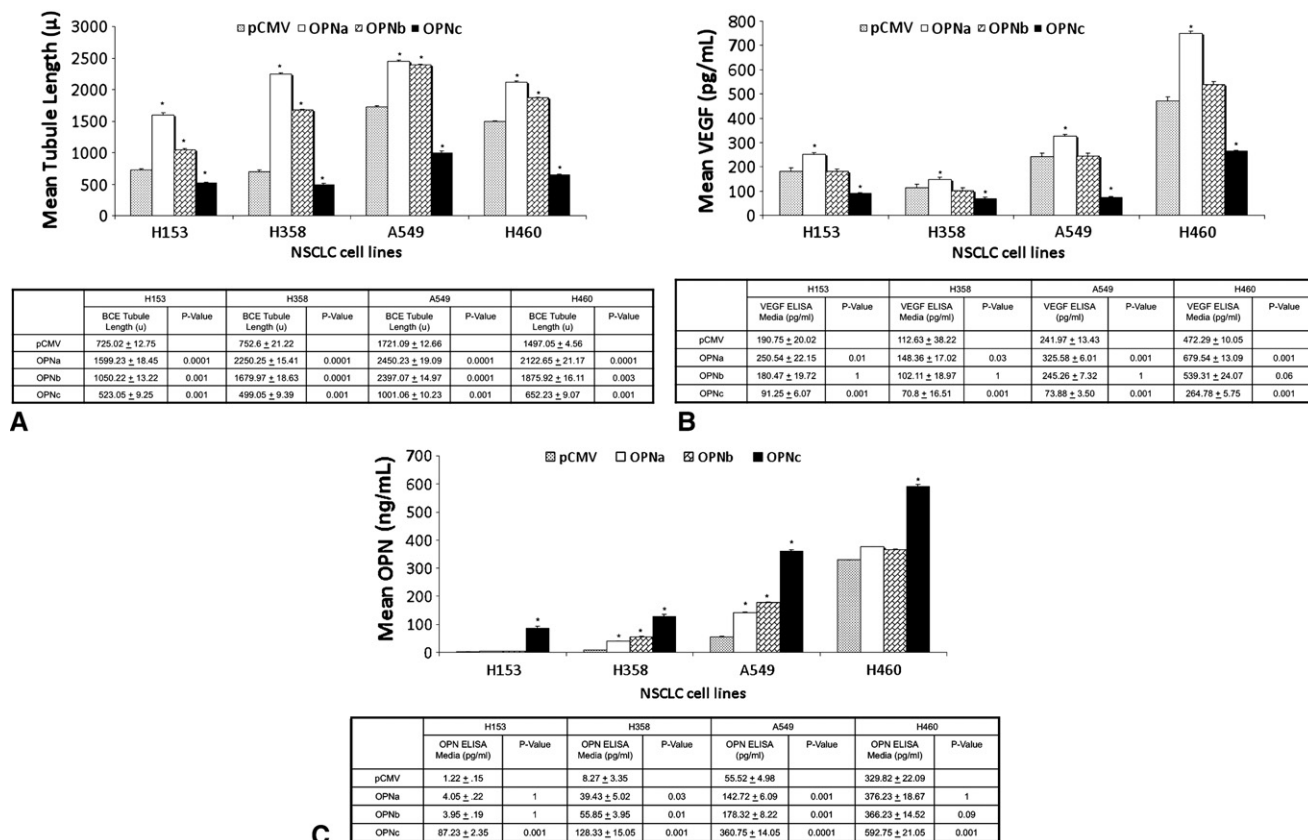 pCMV OPNa OPNb OPNc
Mean Tubule Length (μ)
3000
2500
2000
1500
1000
500
0
* * * * * * * * * * * *
H153 H358 A549 H460
NSCLC cell lines
H153 H358 A549 H460
BCE Tubule Length (u) P-Value BCE Tubule Length (u) P-Value BCE Tubule Length (u) P-Value BCE Tubule Length (u) P-Value
pCMV 725.02 ± 12.75 752.6 ± 21.22 1721.09 ± 12.66 1497.05 ± 4.56
OPNa 1599.23 ± 18.45 0.0001 2250.25 ± 15.41 0.0001 2450.23 ± 19.09 0.0001 2122.65 ± 21.17 0.0001
OPNb 1050.22 ± 13.22 0.001 1679.97 ± 18.63 0.0001 2397.07 ± 14.97 0.0001 1875.92 ± 16.11 0.003
OPNc 523.05 ± 9.25 0.001 499.05 ± 9.39 0.001 1001.06 ± 10.23 0.001 652.23 ± 9.07 0.001
A
pCMV OPNa OPNb OPNc
Mean VEGF (pg/mL)
800
700
600
500
400
300
200
100
0
* * * * * * * *
H153 H358 A549 H460
NSCLC cell lines
H153 H358 A549 H460
VEGF ELISA Media (pg/ml) P-Value VEGF ELISA Media (pg/ml) P-Value VEGF ELISA (pg/ml) P-Value VEGF ELISA Media (pg/ml) P-Value
pCMV 190.75 ± 20.02 112.63 ± 38.22 241.97 ± 13.43 472.29 ± 10.05
OPNa 250.54 ± 22.15 0.01 148.36 ± 17.02 0.03 325.58 ± 6.01 0.001 679.54 ± 13.09 0.001
OPNb 180.47 ± 19.72 1 102.11 ± 18.97 1 245.26 ± 7.32 1 539.31 ± 24.07 0.06
OPNc 91.25 ± 6.07 0.001 70.8 ± 16.51 0.001 73.88 ± 3.50 0.001 264.78 ± 5.75 0.001
B
pCMV OPNa OPNb OPNc
Mean OPN (ng/mL)
700
600
500
400
300
200
100
0
* * * * * * * *
H153 H358 A549 H460
NSCLC cell lines
H153 H358 A549 H460
OPN ELISA Media (pg/ml) P-Value OPN ELISA Media (pg/ml) P-Value OPN ELISA (pg/ml) P-Value OPN ELISA Media (pg/ml) P-Value
pCMV 1.22 ± .15 8.27 ± 3.35 55.52 ± 4.98 329.82 ± 22.09
OPNa 4.05 ± .22 1 39.43 ± 5.02 0.03 142.72 ± 6.09 0.001 376.23 ± 18.67 1
OPNb 3.95 ± .19 1 55.85 ± 3.95 0.01 178.32 ± 8.22 0.001 366.23 ± 14.52 0.09
OPNc 87.23 ± 2.35 0.001 128.33 ± 15.05 0.001 360.75 ± 14.05 0.0001 592.75 ± 21.05 0.001
C